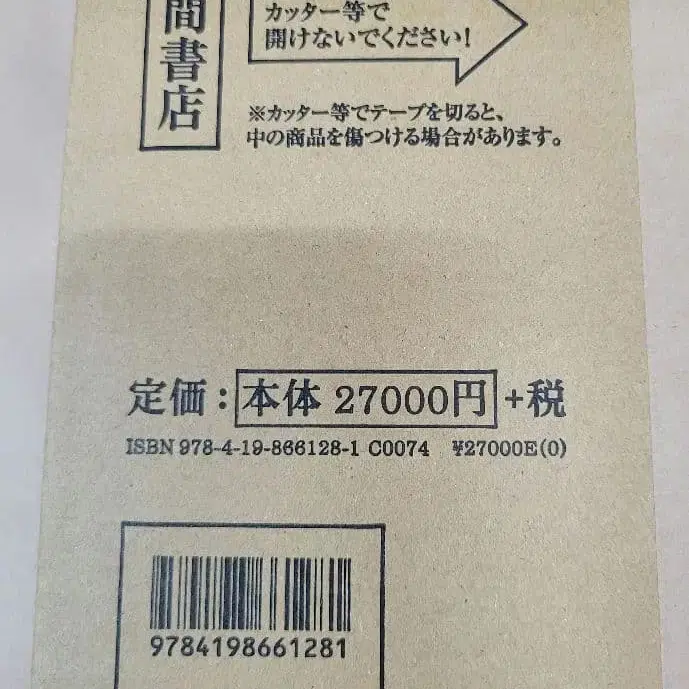 間書店
カッター等で
開けないでください!
※カッター等でテープを切ると、
中の商品を傷つける場合があります。
定価：本体 27000円+税
ISBN 978-4-19-866128-1 C0074 ¥27000E(0)
9784198661281